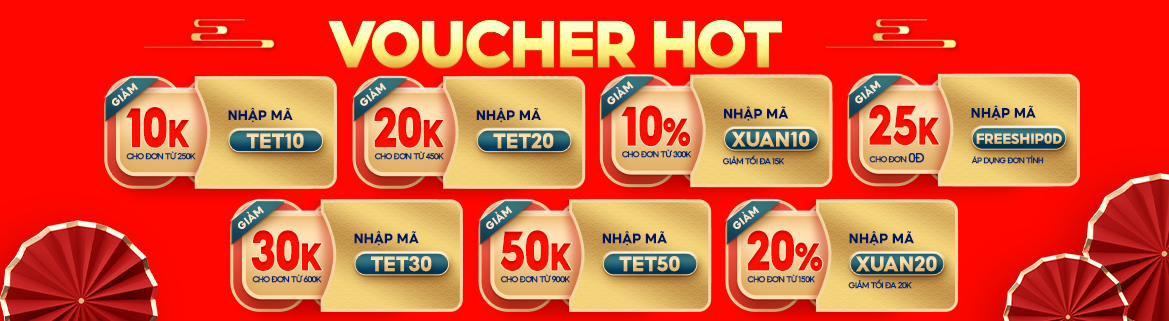 VOUCHER HOT
GIẢM
10K
CHO ĐƠN TỪ 250K
NHẬP MÃ
TET10
GIẢM
20K
CHO ĐƠN TỪ 450K
NHẬP MÃ
TET20
GIẢM
10%
CHO ĐƠN TỪ 300K
NHẬP MÃ
XUAN10
GIẢM TỐI ĐA 15K
GIẢM
25K
CHO ĐƠN 0Đ
NHẬP MÃ
FREESHIP0D
ÁP DỤNG ĐƠN TỈNH
GIẢM
30K
CHO ĐƠN TỪ 600K
NHẬP MÃ
TET30
GIẢM
50K
CHO ĐƠN TỪ 900K
NHẬP MÃ
TET50
GIẢM
20%
CHO ĐƠN TỪ 150K
NHẬP MÃ
XUAN20
GIẢM TỐI ĐA 20K